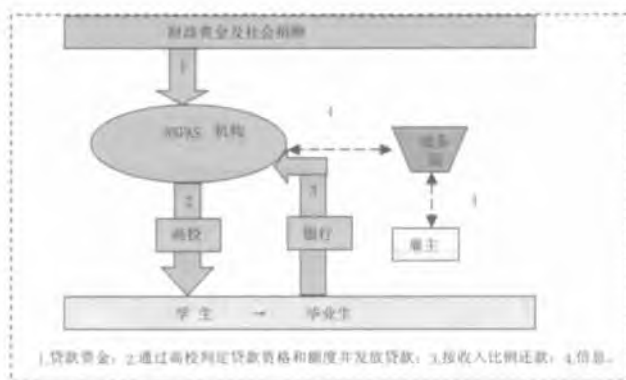 财政资金及社会捐赠
1
机构
4
2
3
4
高校
银行
雇主
学生 → 毕业生
1.贷款资金；2.通过高校判定贷款资格和额度并发放贷款；3.按收入比例还款；4.信息。